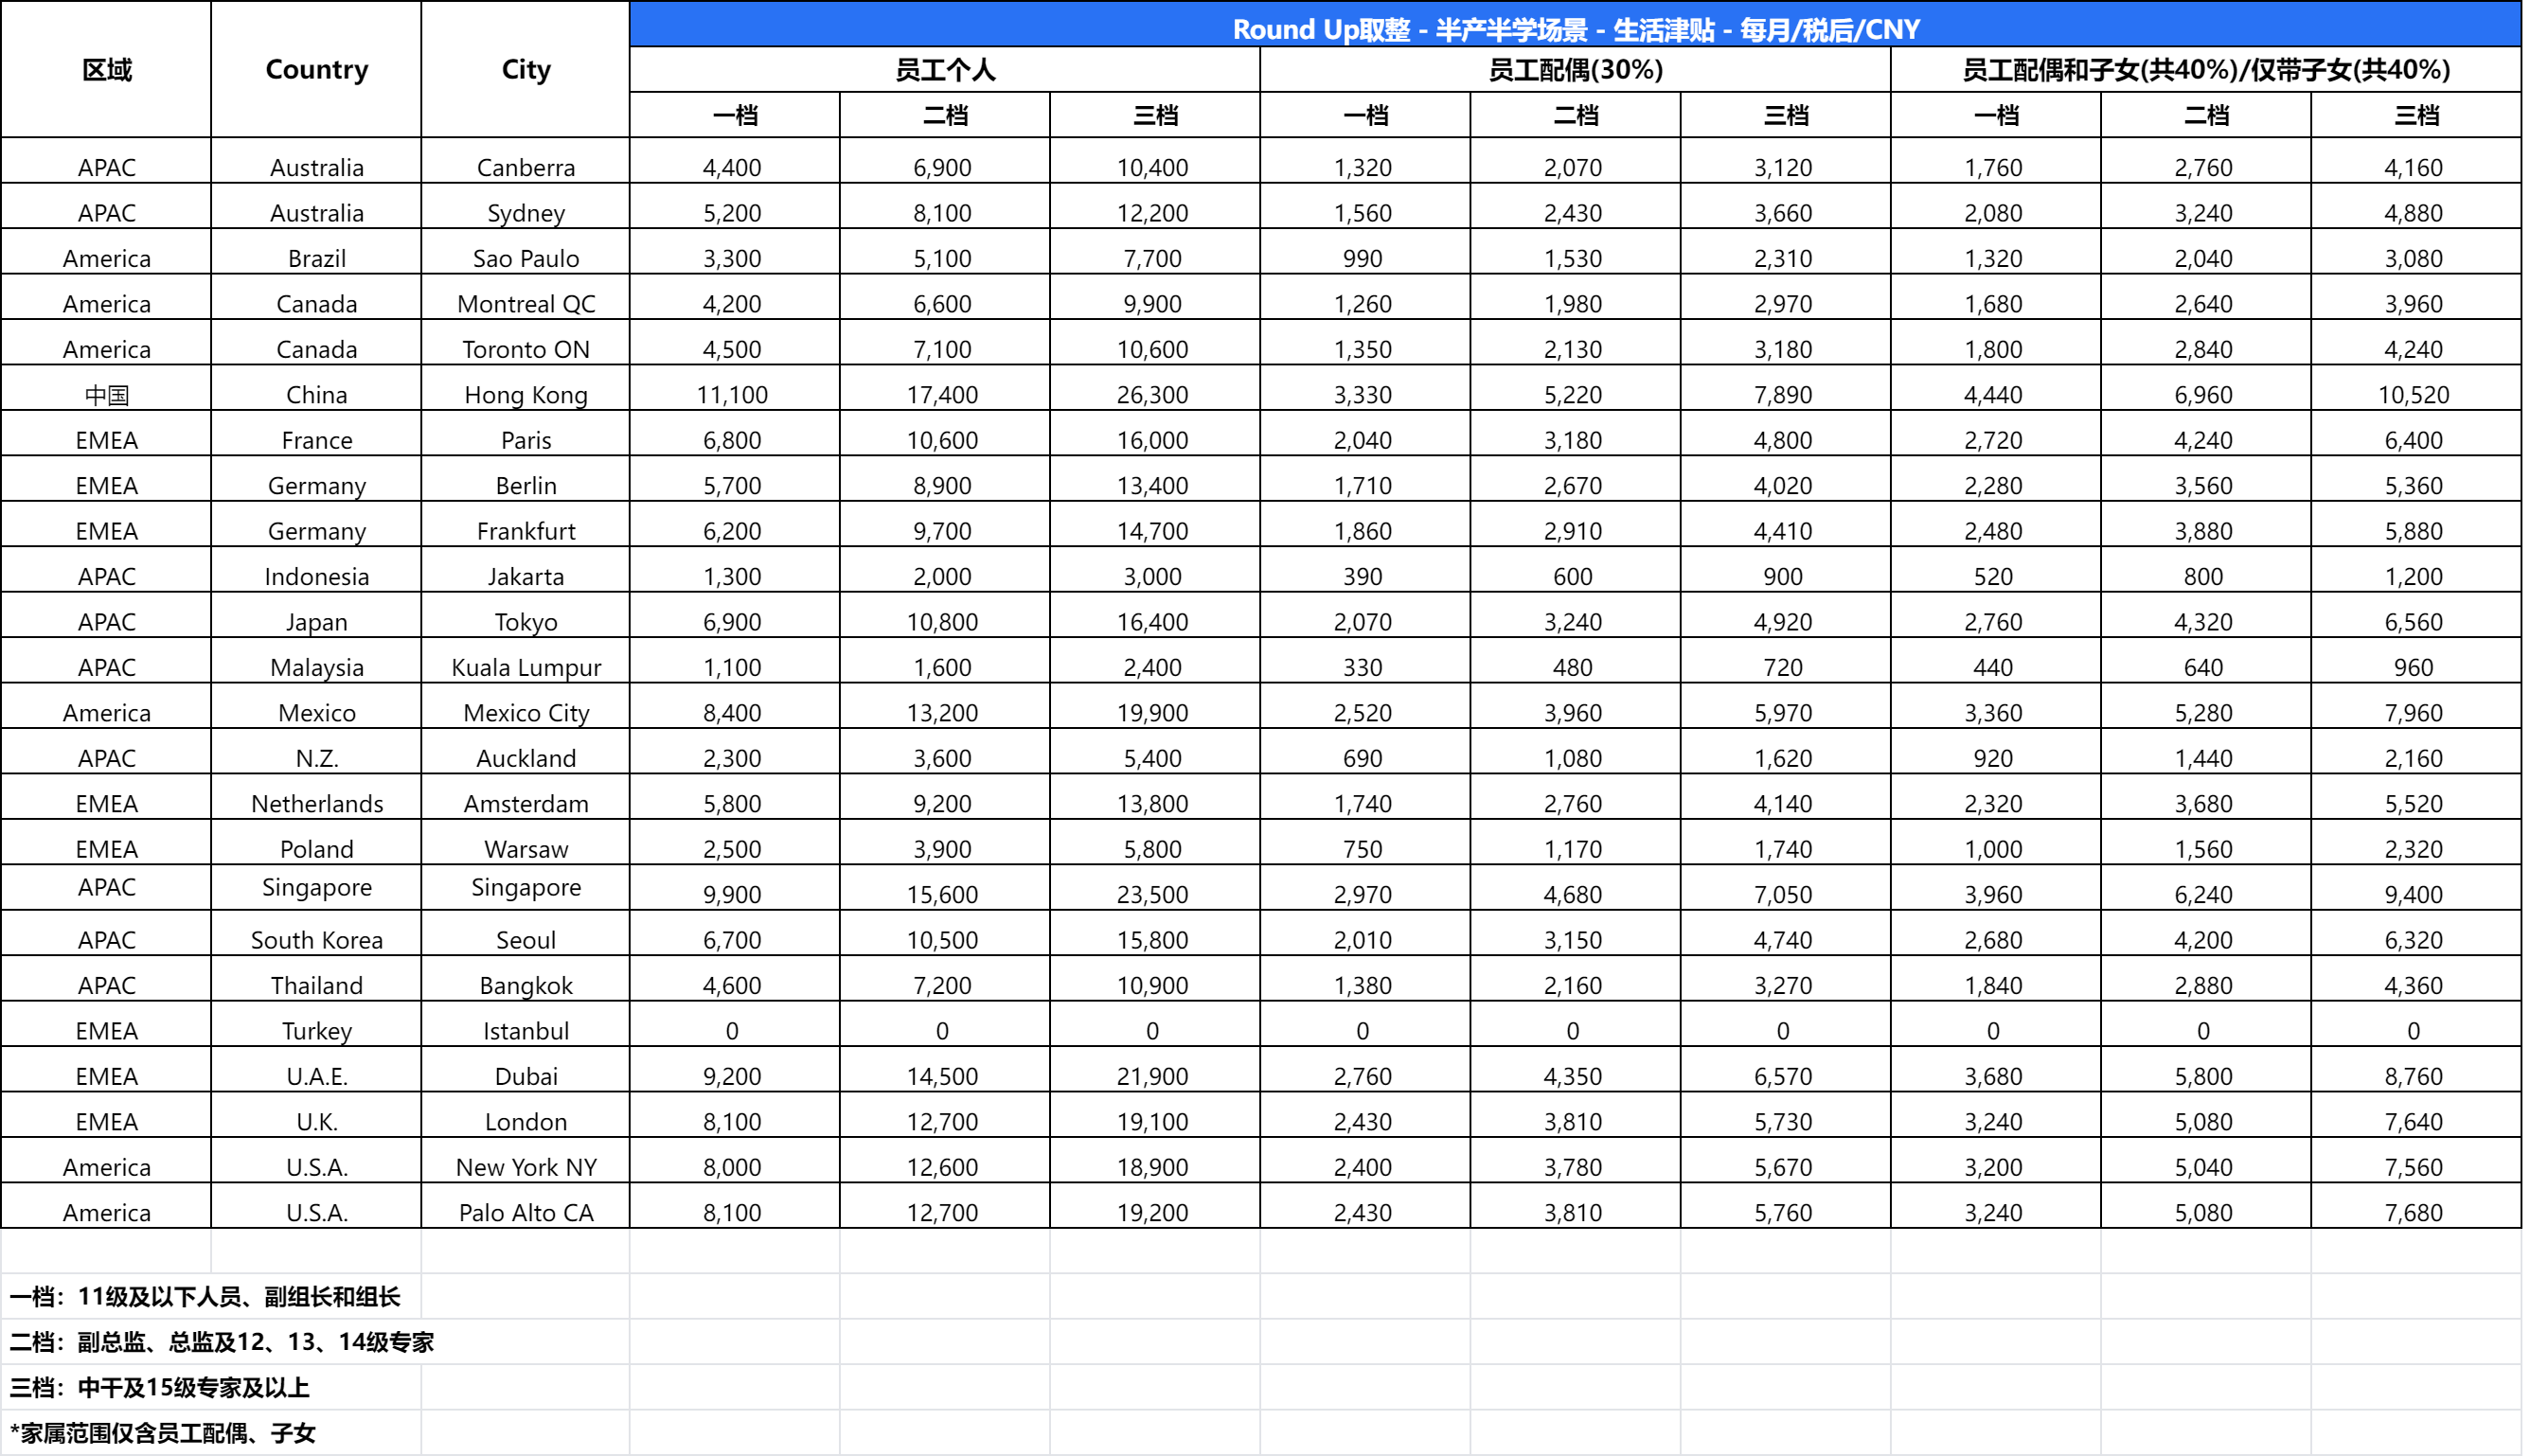 Round Up取整 - 半产半学场景 - 生活津贴 - 每月/税后/CNY
区域 Country City 员工个人 员工配偶(30%) 员工配偶和子女(共40%)/仅带子女(共40%)
一档 二档 三档 一档 二档 三档 一档 二档 三档
APAC Australia Canberra 4,400 6,900 10,400 1,320 2,070 3,120 1,760 2,760 4,160
APAC Australia Sydney 5,200 8,100 12,200 1,560 2,430 3,660 2,080 3,240 4,880
America Brazil Sao Paulo 3,300 5,100 7,700 990 1,530 2,310 1,320 2,040 3,080
America Canada Montreal QC 4,200 6,600 9,900 1,260 1,980 2,970 1,680 2,640 3,960
America Canada Toronto ON 4,500 7,100 10,600 1,350 2,130 3,180 1,800 2,840 4,240
中国 China Hong Kong 11,100 17,400 26,300 3,330 5,220 7,890 4,440 6,960 10,520
EMEA France Paris 6,800 10,600 16,000 2,040 3,180 4,800 2,720 4,240 6,400
EMEA Germany Berlin 5,700 8,900 13,400 1,710 2,670 4,020 2,280 3,560 5,360
EMEA Germany Frankfurt 6,200 9,700 14,700 1,860 2,910 4,410 2,480 3,880 5,880
APAC Indonesia Jakarta 1,300 2,000 3,000 390 600 900 520 800 1,200
APAC Japan Tokyo 6,900 10,800 16,400 2,070 3,240 4,920 2,760 4,320 6,560
APAC Malaysia Kuala Lumpur 1,100 1,600 2,400 330 480 720 440 640 960
America Mexico Mexico City 8,400 13,200 19,900 2,520 3,960 5,970 3,360 5,280 7,960
APAC N.Z. Auckland 2,300 3,600 5,400 690 1,080 1,620 920 1,440 2,160
EMEA Netherlands Amsterdam 5,800 9,200 13,800 1,740 2,760 4,140 2,320 3,680 5,520
EMEA Poland Warsaw 2,500 3,900 5,800 750 1,170 1,740 1,000 1,560 2,320
APAC Singapore Singapore 9,900 15,600 23,500 2,970 4,680 7,050 3,960 6,240 9,400
APAC South Korea Seoul 6,700 10,500 15,800 2,010 3,150 4,740 2,680 4,200 6,320
APAC Thailand Bangkok 4,600 7,200 10,900 1,380 2,160 3,270 1,840 2,880 4,360
EMEA Turkey Istanbul 0 0 0 0 0 0 0 0 0
EMEA U.A.E. Dubai 9,200 14,500 21,900 2,760 4,350 6,570 3,680 5,800 8,760
EMEA U.K. London 8,100 12,700 19,100 2,430 3,810 5,730 3,240 5,080 7,640
America U.S.A. New York NY 8,000 12,600 18,900 2,400 3,780 5,670 3,200 5,040 7,560
America U.S.A. Palo Alto CA 8,100 12,700 19,200 2,430 3,810 5,760 3,240 5,080 7,680
一档：11级及以下人员、副组长和组长
二档：副总监、总监及12、13、14级专家
三档：中干及15级专家及以上
*家属范围仅含员工配偶、子女